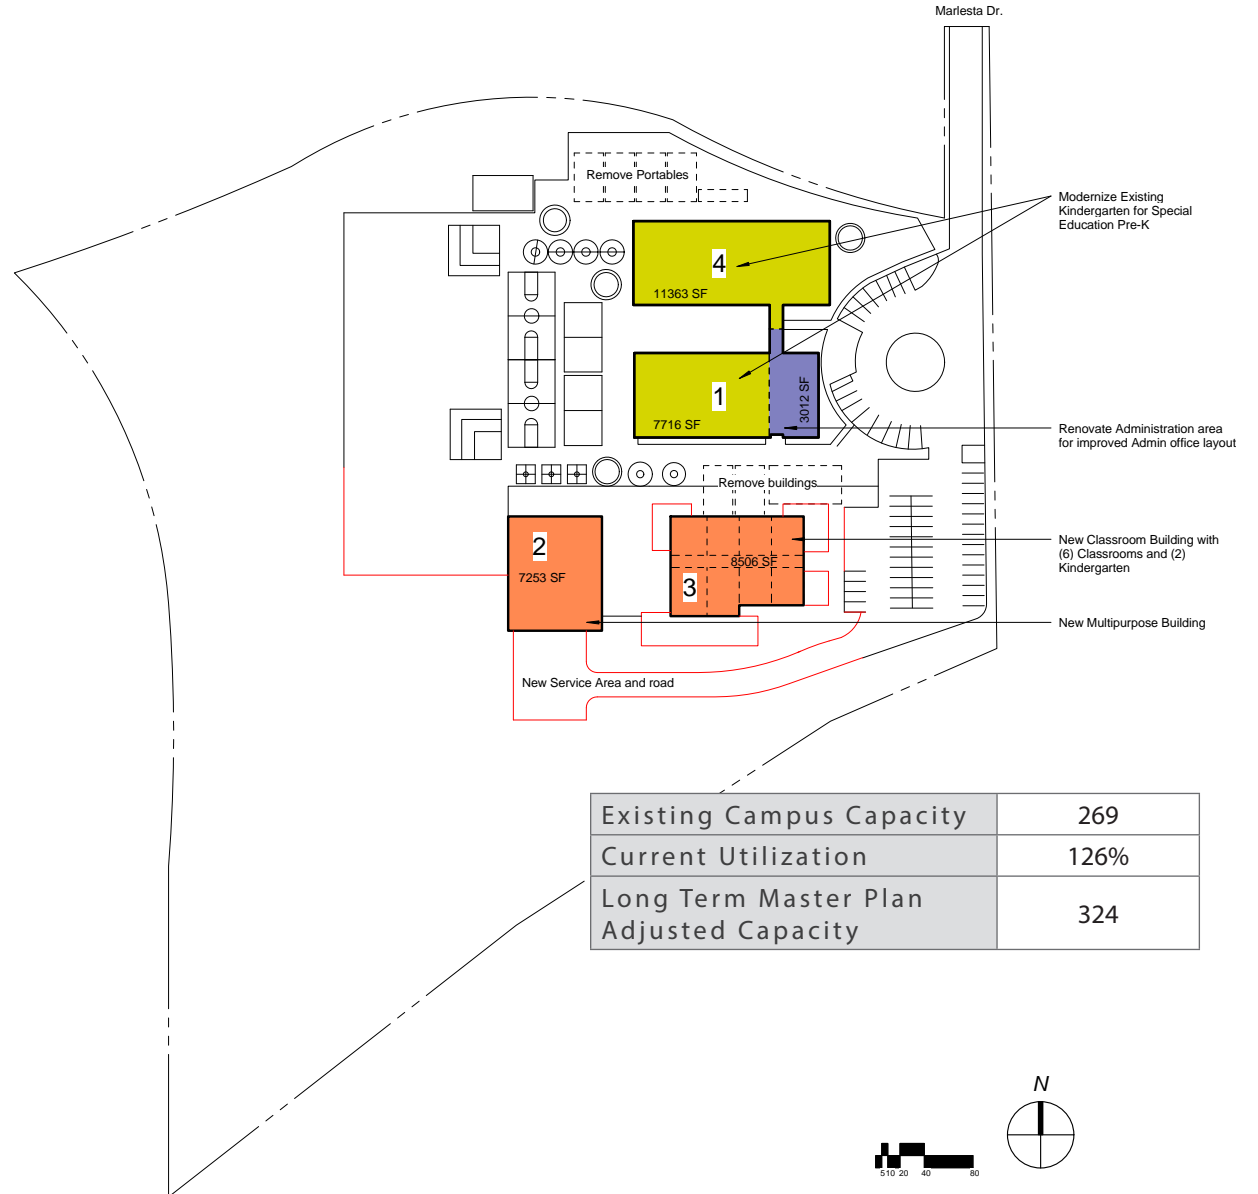 Marlesta Dr.
Remove Portables
Modernize Existing
Kindergarten for Special
Education Pre-K
4
11363 SF
1
7716 SF
3012 SF
Renovate Administration area
for improved Admin office layout
Remove buildings
2
7253 SF
8506 SF
3
New Classroom Building with
(6) Classrooms and (2)
Kindergarten
New Multipurpose Building
New Service Area and road
Existing Campus Capacity 269
Current Utilization 126%
Long Term Master Plan
Adjusted Capacity 324
N
5 10 20 40 80